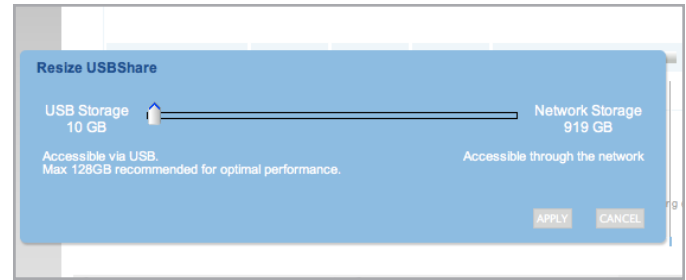 Resize USBShare
USB Storage
10 GB
Network Storage
919 GB
Accessible via USB.
Max 128GB recommended for optimal performance.
Accessible through the network
APPLY
CANCEL